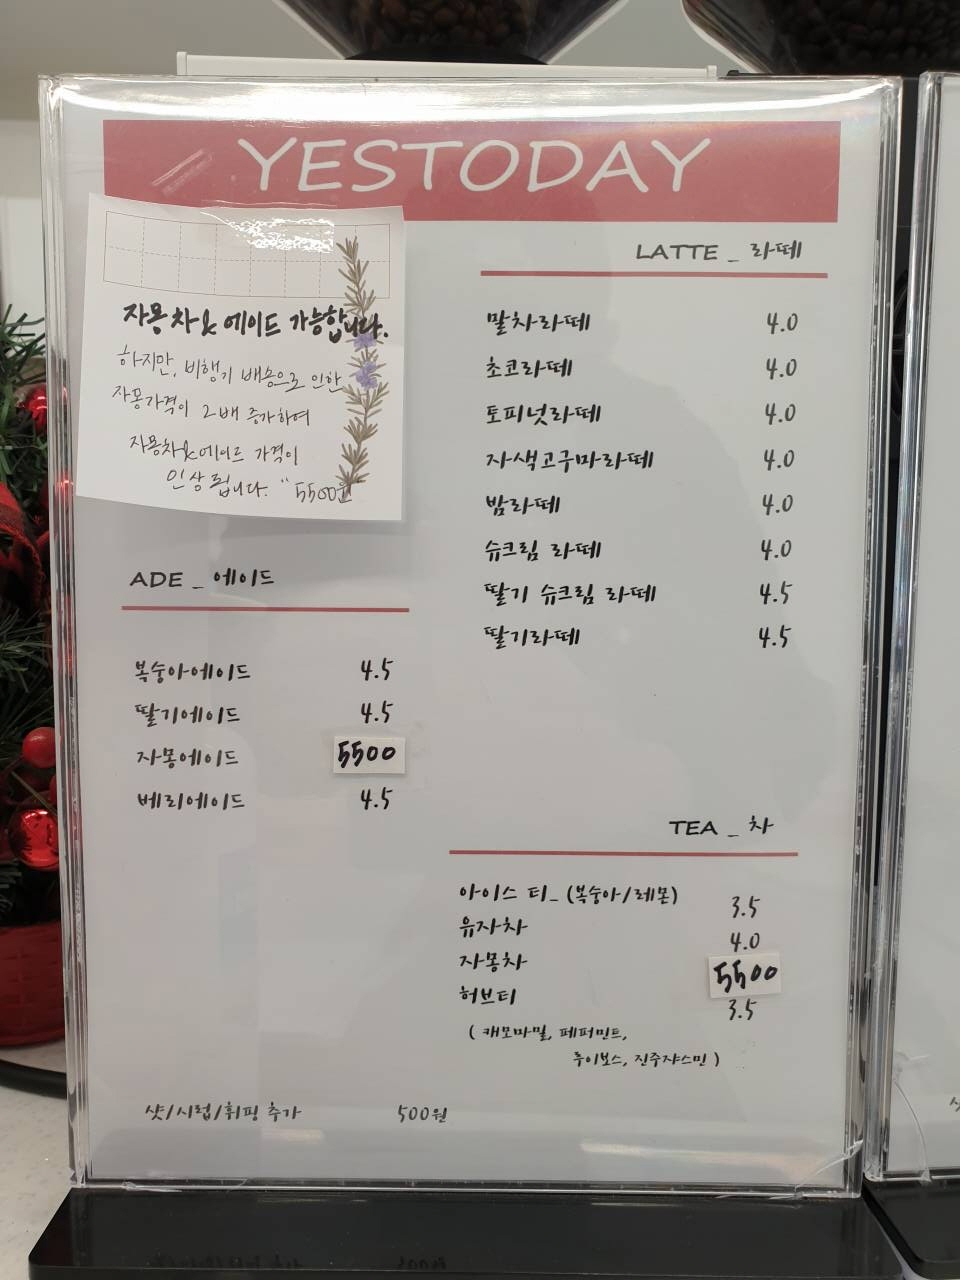 YESTODAY
자몽차&에이드 가능합니다.
하지만, 비행기 배송으로 인한
자몽가격이 2배 증가하여
자몽차&에이드 가격이
인상 됩니다. "5500원"
ADE _ 에이드
복숭아에이드 4.5
딸기에이드 4.5
자몽에이드 5500
베리에이드 4.5
LATTE _ 라떼
말차라떼 4.0
초코라떼 4.0
토피넛라떼 4.0
자색고구마라떼 4.0
밤라떼 4.0
슈크림 라떼 4.0
딸기 슈크림 라떼 4.5
딸기라떼 4.5
TEA _ 차
아이스 티_ (복숭아/레몬) 3.5
유자차 4.0
자몽차 5500
허브티 3.5
( 캐모마일, 페퍼민트,
루이보스, 진주쟈스민 )
샷/시럽/휘핑 추가 500원